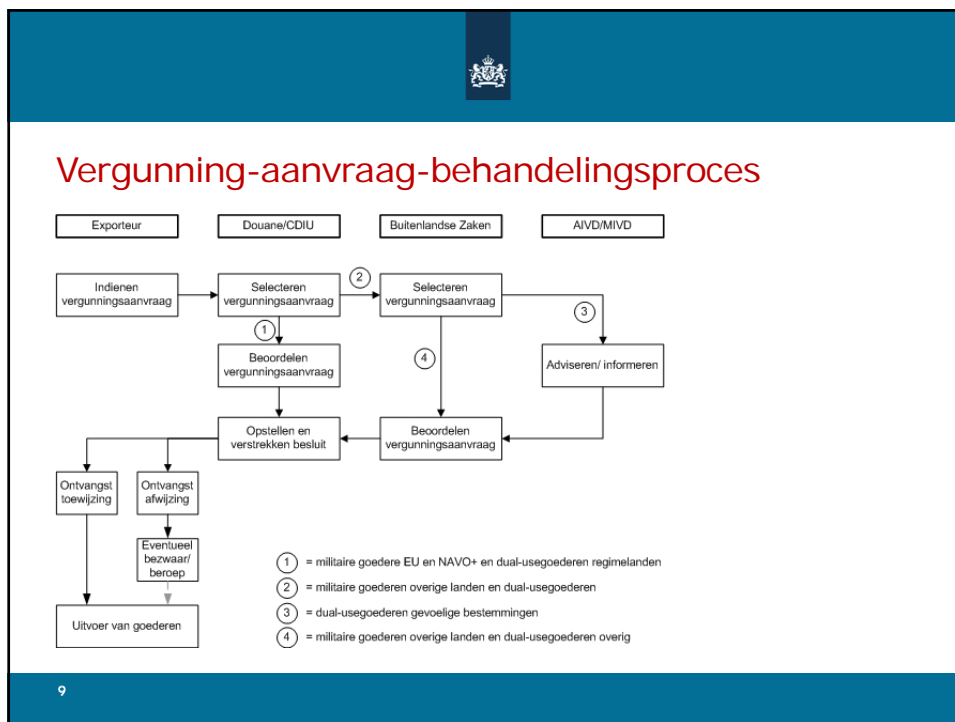 Vergunning-aanvraag-behandelingsproces
Exporteur
Douane/CDIU
Buitenlandse Zaken
AIVD/MIVD
Indienen
vergunningsaanvraag
Selecteren
vergunningsaanvraag
2
Selecteren
vergunningsaanvraag
3
1
4
Beoordelen
vergunningsaanvraag
Adviseren/ informeren
Opstellen en
verstrekken besluit
Beoordelen
vergunningsaanvraag
Ontvangst
toewijzing
Ontvangst
afwijzing
Eventueel
bezwaar/
beroep
Uitvoer van goederen
1 = militaire goedere EU en NAVO+ en dual-usegoederen regimelanden
2 = militaire goederen overige landen en dual-usegoederen
3 = dual-usegoederen gevoelige bestemmingen
4 = militaire goederen overige landen en dual-usegoederen overig
9